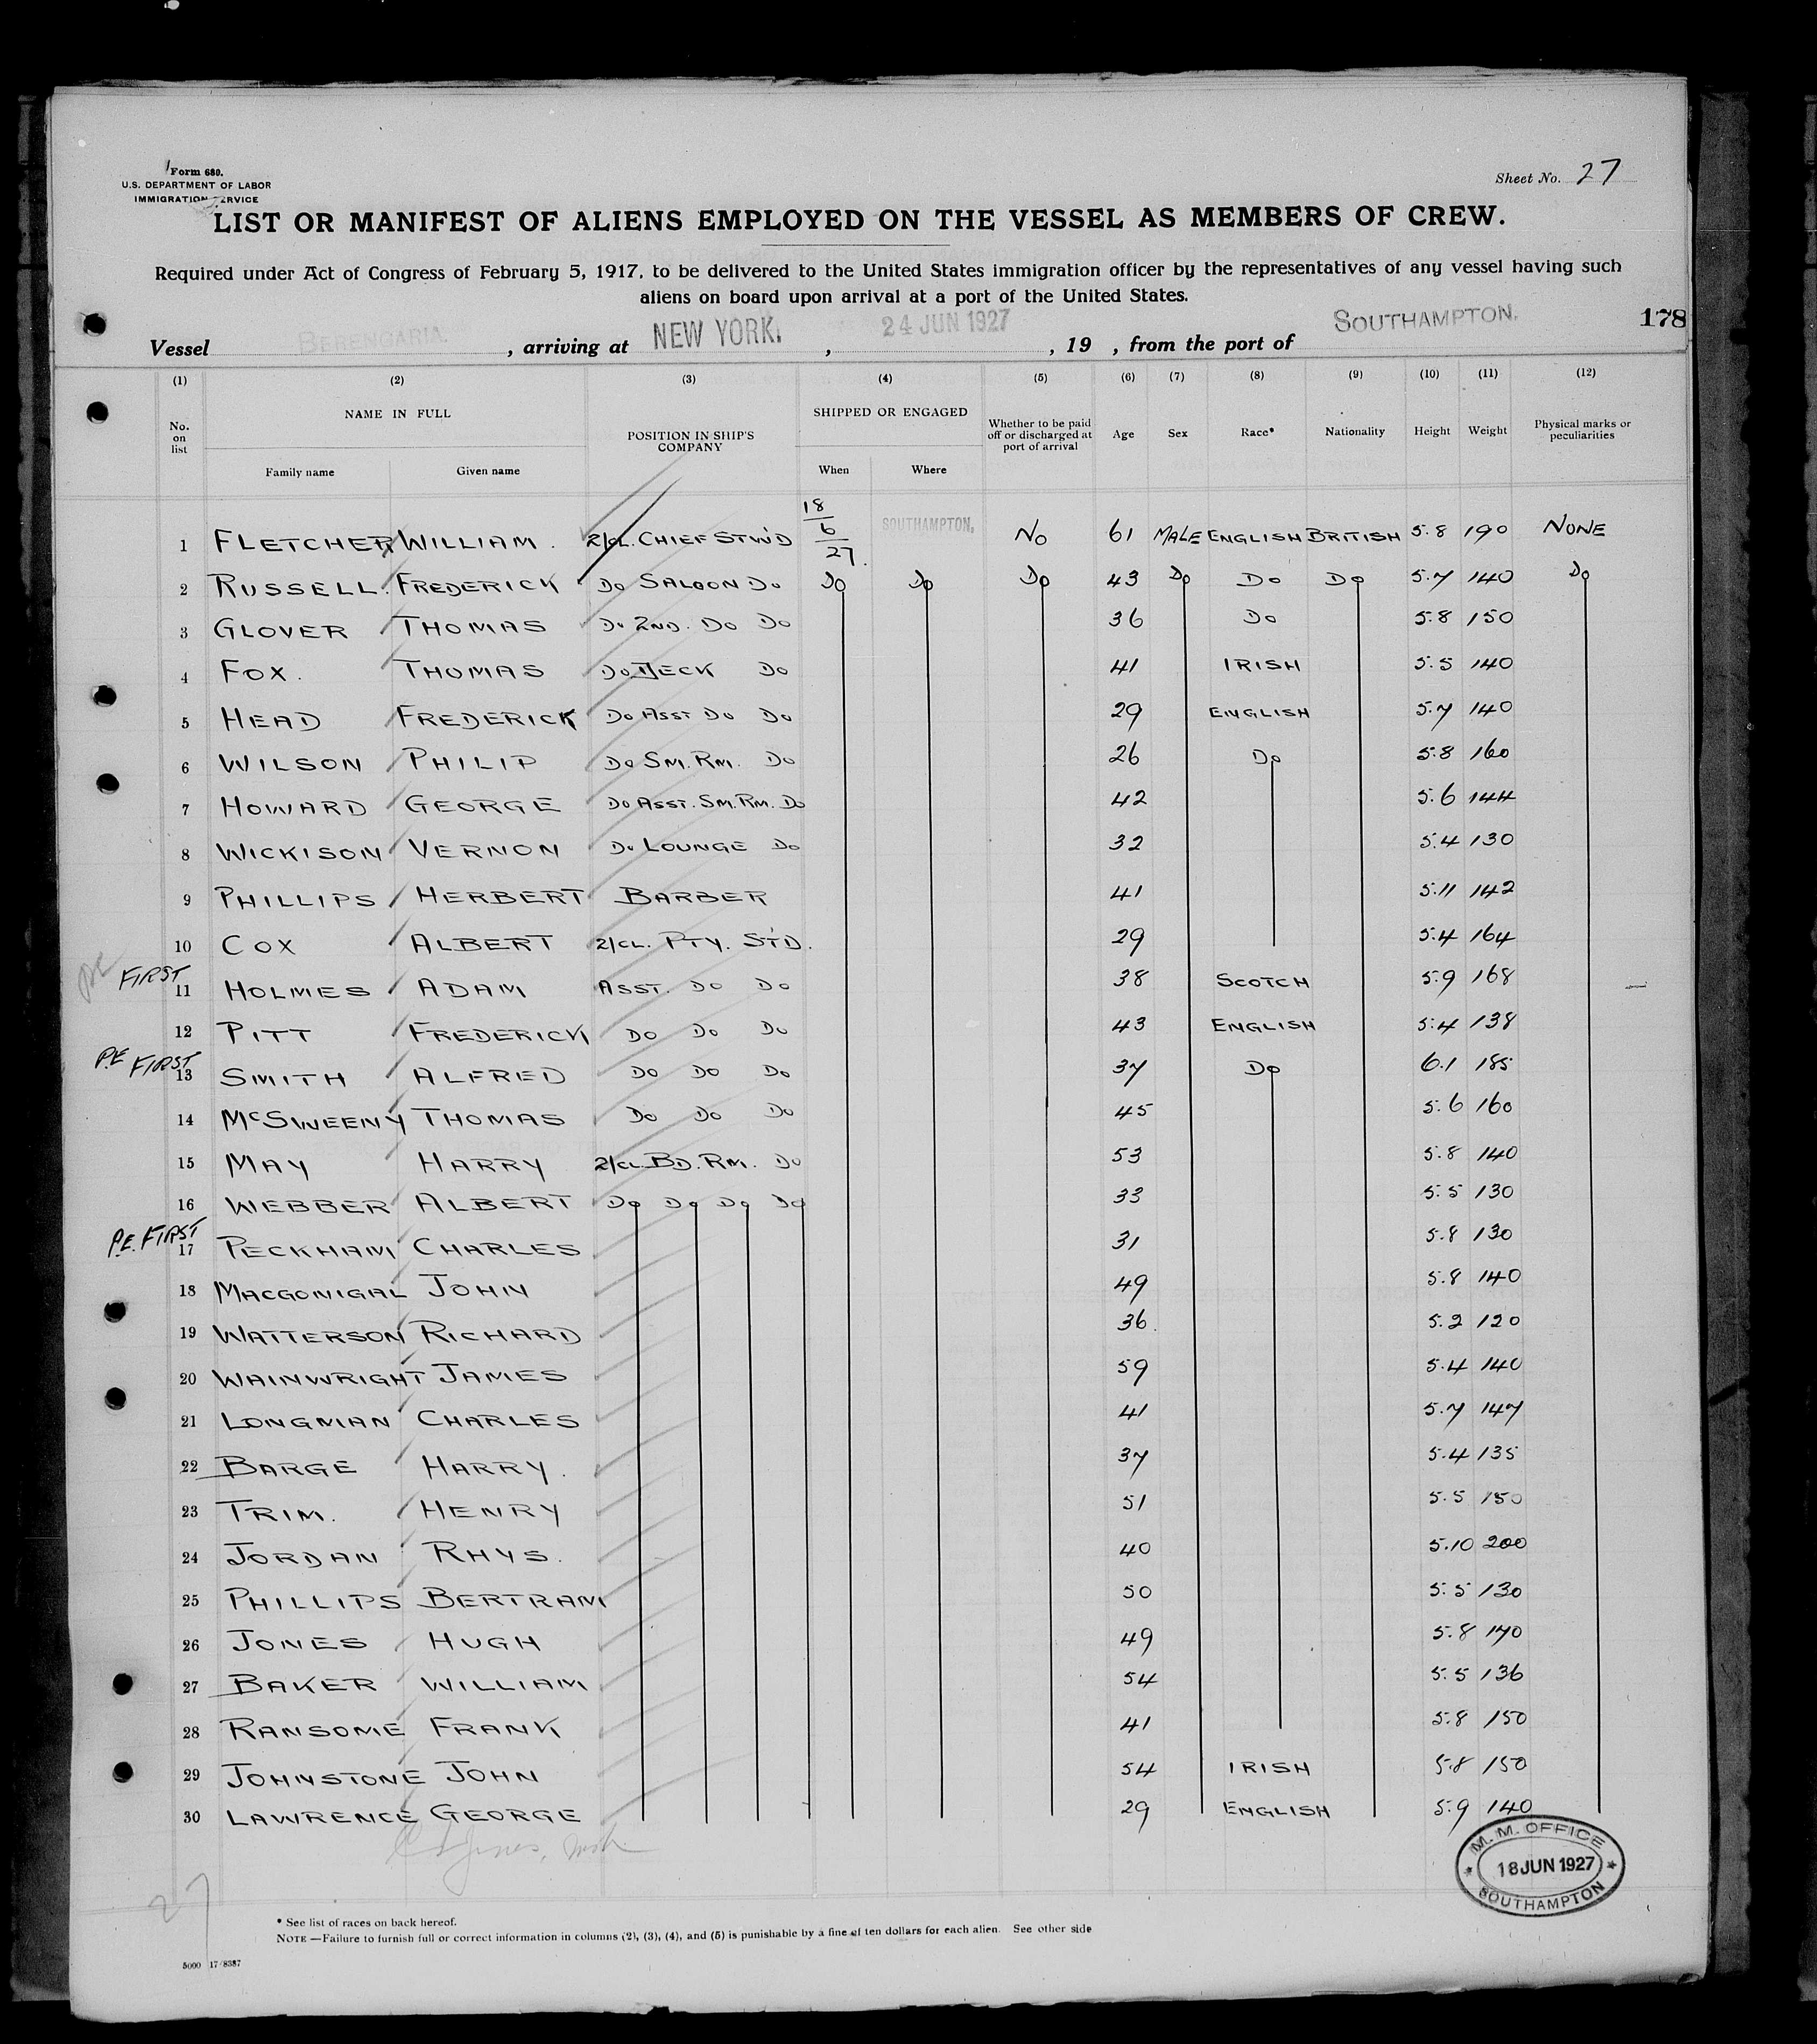 Form 680.
U.S. DEPARTMENT OF LABOR
IMMIGRATION SERVICE
Sheet No. 27
LIST OR MANIFEST OF ALIENS EMPLOYED ON THE VESSEL AS MEMBERS OF CREW.
Required under Act of Congress of February 5, 1917, to be delivered to the United States immigration officer by the representatives of any vessel having such
aliens on board upon arrival at a port of the United States.
178
Vessel BERENGARIA. , arriving at NEW YORK. , 24 JUN 1927 , 19 , from the port of SOUTHAMPTON.
(1) (2) (3) (4) (5) (6) (7) (8) (9) (10) (11) (12)
No. on list NAME IN FULL POSITION IN SHIP'S COMPANY SHIPPED OR ENGAGED Whether to be paid off or discharged at port of arrival Age Sex Race* Nationality Height Weight Physical marks or peculiarities
Family name Given name When Where
1 FLETCHER WILLIAM. 2/CL. CHIEF STW'D 18/6/27. SOUTHAMPTON. NO 61 MALE ENGLISH BRITISH 5.8 190 NONE
2 RUSSELL. FREDERICK DO SALOON DO DO DO DO 43 DO DO DO 5.7 140 DO
3 GLOVER THOMAS DO 2ND. DO DO 36 DO 5.8 150
4 FOX. THOMAS DO DECK DO 41 IRISH 5.5 140
5 HEAD FREDERICK DO ASST DO DO 29 ENGLISH 5.7 140
6 WILSON PHILIP DO SM. RM. DO 26 DO 5.8 160
7 HOWARD GEORGE DO ASST. SM. RM. DO 42 5.6 144
8 WICKISON VERNON DO LOUNGE DO 32 5.4 130
9 PHILLIPS HERBERT BARBER 41 5.11 142
10 COX ALBERT 2/CL. PTY. STD. 29 5.4 164
FIRST 11 HOLMES ADAM ASST. DO DO 38 SCOTCH 5.9 168
12 PITT FREDERICK DO DO DO 43 ENGLISH 5.4 138
P.E FIRST 13 SMITH ALFRED DO DO DO 37 DO 6.1 185
14 McSWEENY THOMAS DO DO DO 45 5.6 160
15 MAY HARRY 2/CL. BD. RM. DO 53 5.8 140
16 WEBBER ALBERT DO DO DO DO 33 5.5 130
P.E. FIRST 17 PECKHAM CHARLES 31 5.8 130
18 MACGONIGAL JOHN 49 5.8 140
19 WATTERSON RICHARD 36. 5.2 120
20 WAINWRIGHT JAMES 59 5.4 140
21 LONGMAN CHARLES 41 5.7 147
22 BARGE HARRY. 37 5.4 135
23 TRIM. HENRY 51 5.5 150
24 JORDAN RHYS. 40 5.10 200
25 PHILLIPS BERTRAM 50 5.5 130
26 JONES HUGH 49 5.8 170
27 BAKER WILLIAM 54 5.5 136
28 RANSOME FRANK 41 5.8 150
29 JOHNSTONE JOHN 54 IRISH 5.8 150
30 LAWRENCE GEORGE 29 ENGLISH 5.9 140
M. M. OFFICE
18 JUN 1927
SOUTHAMPTON
27
* See list of races on back hereof.
NOTE —Failure to furnish full or correct information in columns (2), (3), (4), and (5) is punishable by a fine of ten dollars for each alien. See other side
5000 17/8387